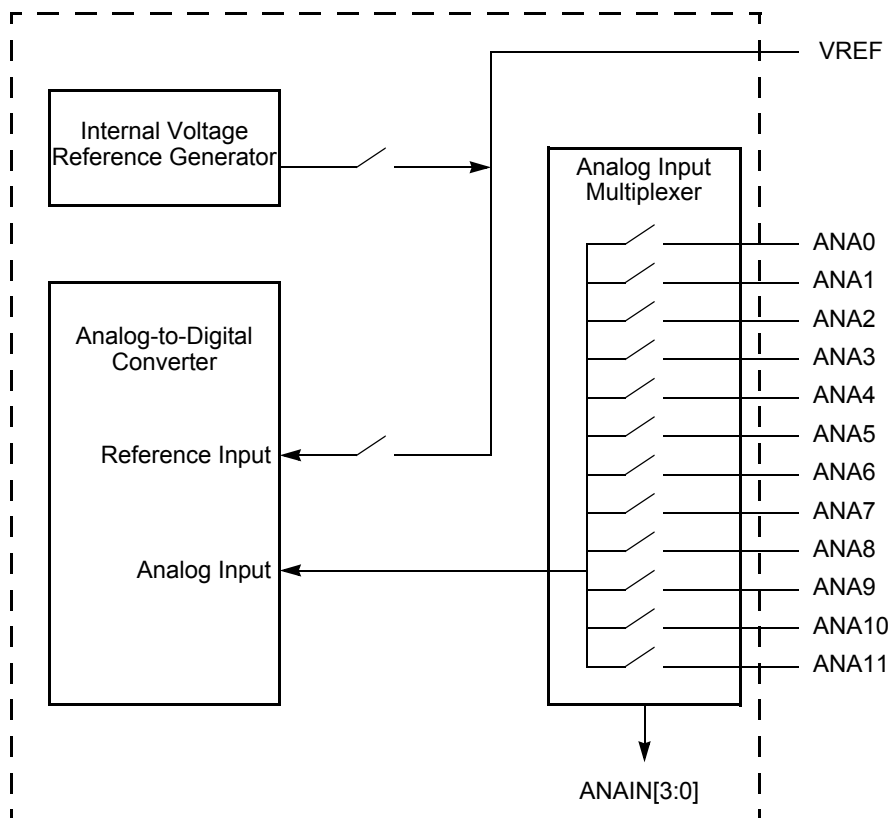 VREF
Internal Voltage
Reference Generator
Analog Input
Multiplexer
ANA0
ANA1
ANA2
ANA3
ANA4
ANA5
ANA6
ANA7
ANA8
ANA9
ANA10
ANA11
Analog-to-Digital
Converter
Reference Input
Analog Input
ANAIN[3:0]